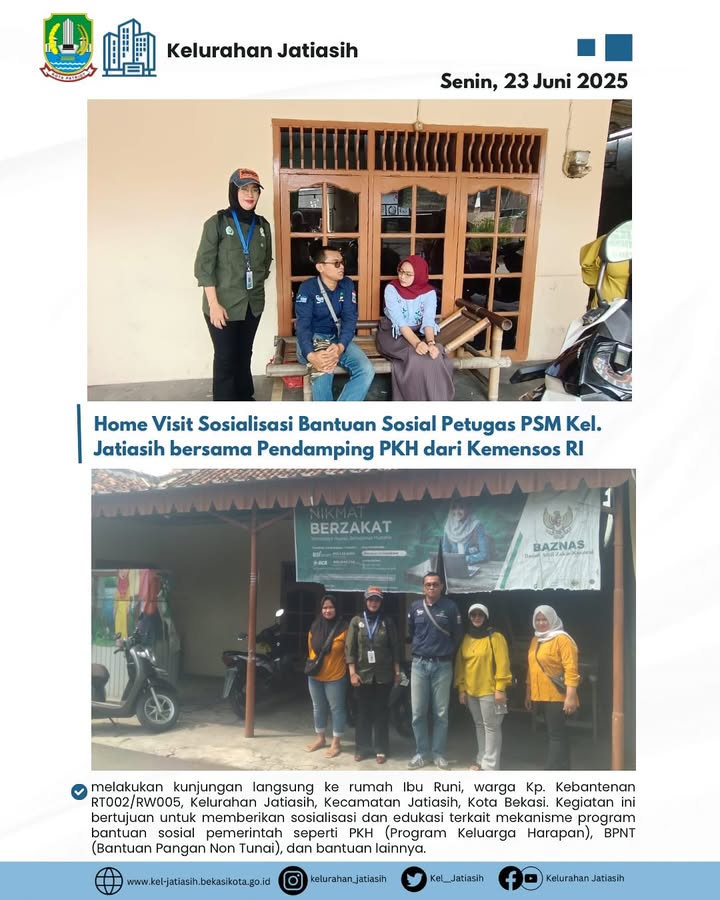 Kelurahan Jatiasih
Senin, 23 Juni 2025
Home Visit Sosialisasi Bantuan Sosial Petugas PSM Kel.
Jatiasih bersama Pendamping PKH dari Kemensos RI
NIKMAT
BERZAKAT
BAZNAS
melakukan kunjungan langsung ke rumah Ibu Runi, warga Kp. Kebantenan
RT002/RW005, Kelurahan Jatiasih, Kecamatan Jatiasih, Kota Bekasi. Kegiatan ini
bertujuan untuk memberikan sosialisasi dan edukasi terkait mekanisme program
bantuan sosial pemerintah seperti PKH (Program Keluarga Harapan), BPNT
(Bantuan Pangan Non Tunai), dan bantuan lainnya.
www.kel-jatiasih.bekasikota.go.id
kelurahan_jatiasih
Kel__Jatiasih
Kelurahan Jatiasih